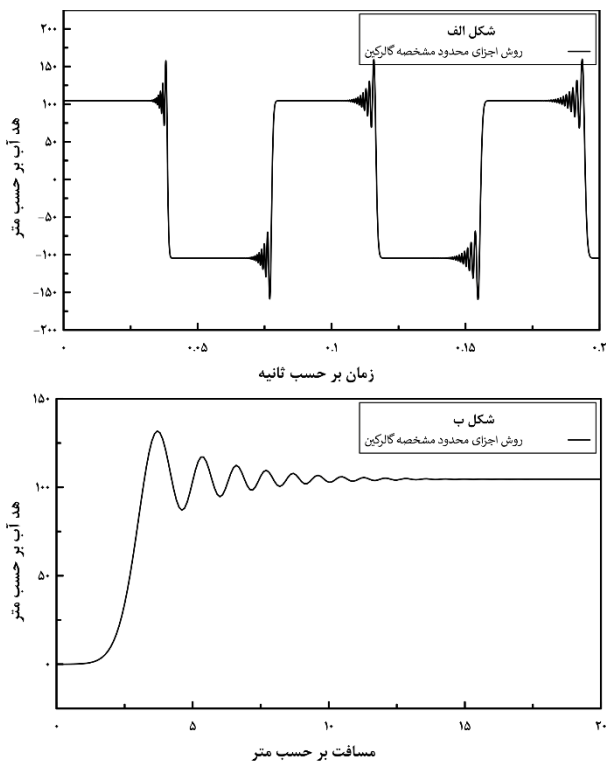 شکل الف
روش اجزای محدود مشخصه گالرکین
۲۰۰
۱۵۰
۱۰۰
۵۰
۰
−۵۰
−۱۰۰
−۱۵۰
−۲۰۰
هد آب بر حسب متر
۰ ۰.۰۵ ۰.۱ ۰.۱۵ ۰.۲
زمان بر حسب ثانیه
شکل ب
روش اجزای محدود مشخصه گالرکین
۱۵۰
۱۰۰
۵۰
۰
هد آب بر حسب متر
۰ ۵ ۱۰ ۱۵ ۲۰
مسافت بر حسب متر